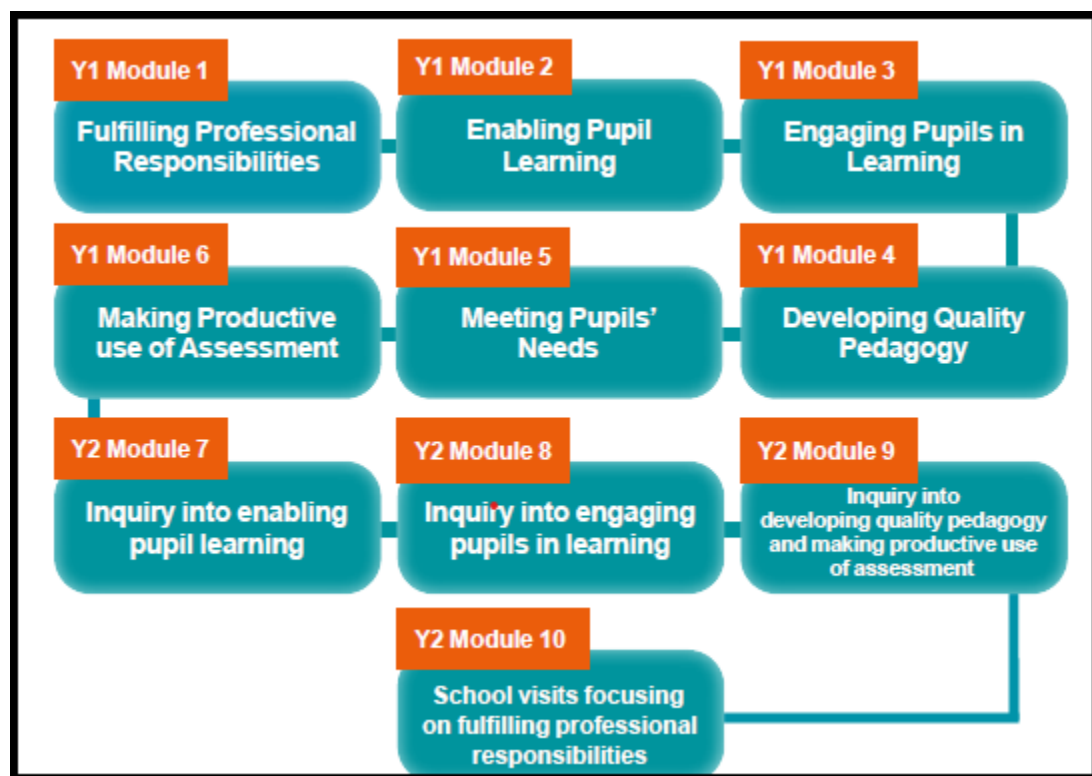 Y1 Module 1
Fulfilling Professional
Responsibilities
Y1 Module 2
Enabling Pupil
Learning
Y1 Module 3
Engaging Pupils in
Learning
Y1 Module 4
Developing Quality
Pedagogy
Y1 Module 5
Meeting Pupils’
Needs
Y1 Module 6
Making Productive
use of Assessment
Y2 Module 7
Inquiry into enabling
pupil learning
Y2 Module 8
Inquiry into engaging
pupils in learning
Y2 Module 9
Inquiry into
developing quality pedagogy
and making productive use
of assessment
Y2 Module 10
School visits focusing
on fulfilling professional
responsibilities